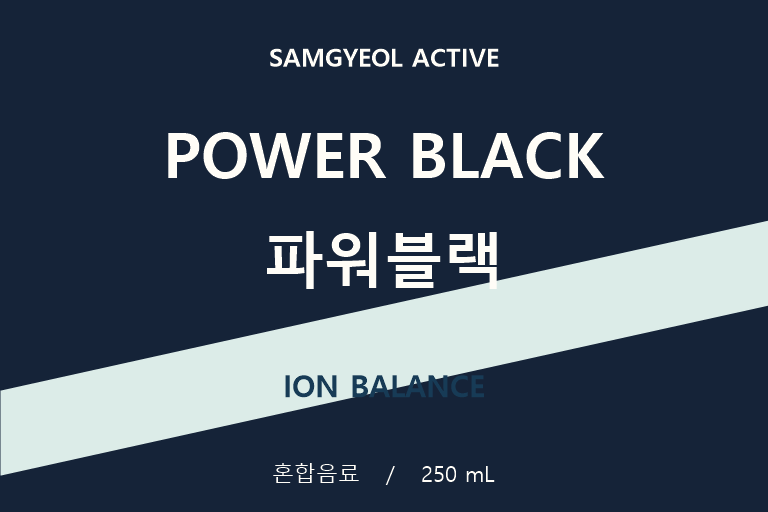 SAMGYEOL ACTIVE
POWER BLACK
파워블랙
ION BALANCE
혼합음료 / 250 mL